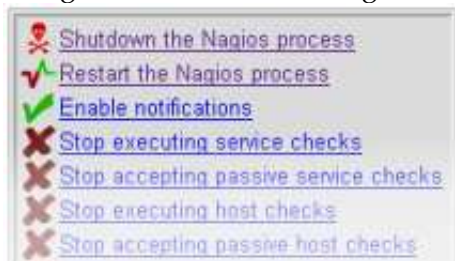 Shutdown the Nagios process
Restart the Nagios process
Enable notifications
Stop executing service checks
Stop accepting passive service checks
Stop executing host checks
Stop accepting passive host checks